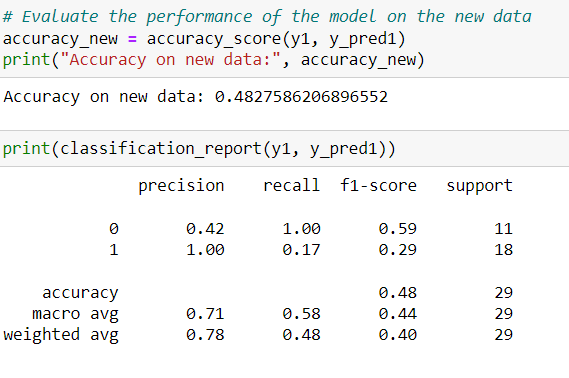 # Evaluate the performance of the model on the new data
accuracy_new = accuracy_score(y1, y_pred1)
print("Accuracy on new data:", accuracy_new)
Accuracy on new data: 0.4827586206896552
print(classification_report(y1, y_pred1))
precision recall f1-score support
0 0.42 1.00 0.59 11
1 1.00 0.17 0.29 18
accuracy 0.48 29
macro avg 0.71 0.58 0.44 29
weighted avg 0.78 0.48 0.40 29